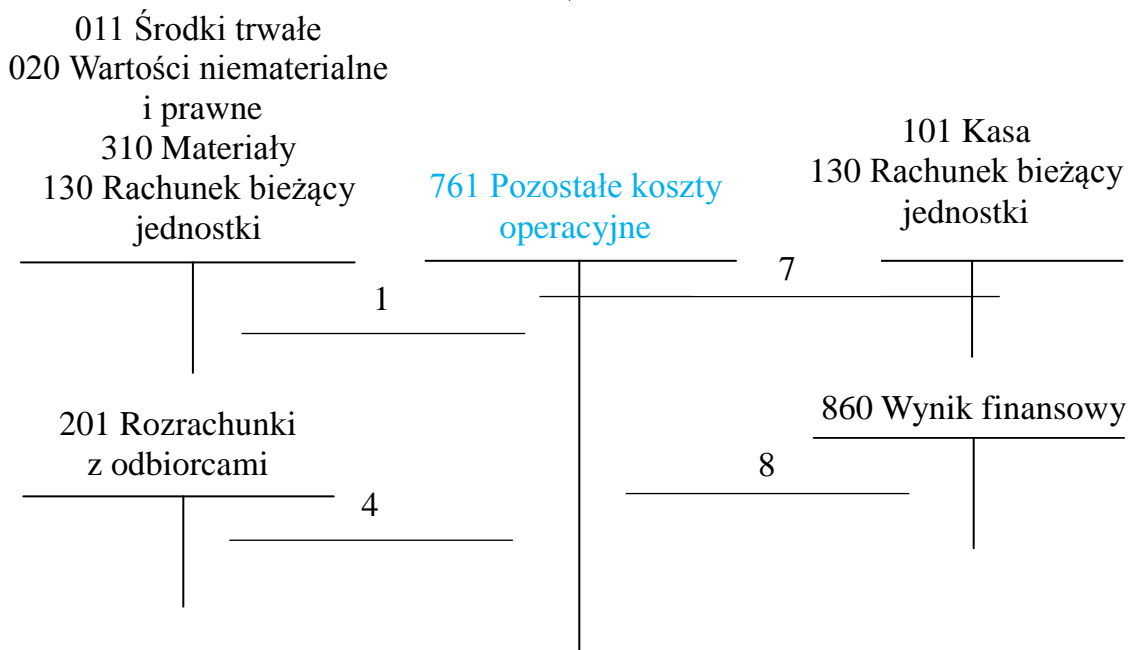 011 Środki trwałe
020 Wartości niematerialne
i prawne
310 Materiały
130 Rachunek bieżący
jednostki
761 Pozostałe koszty
operacyjne
101 Kasa
130 Rachunek bieżący
jednostki
1
7
201 Rozrachunki
z odbiorcami
860 Wynik finansowy
4
8